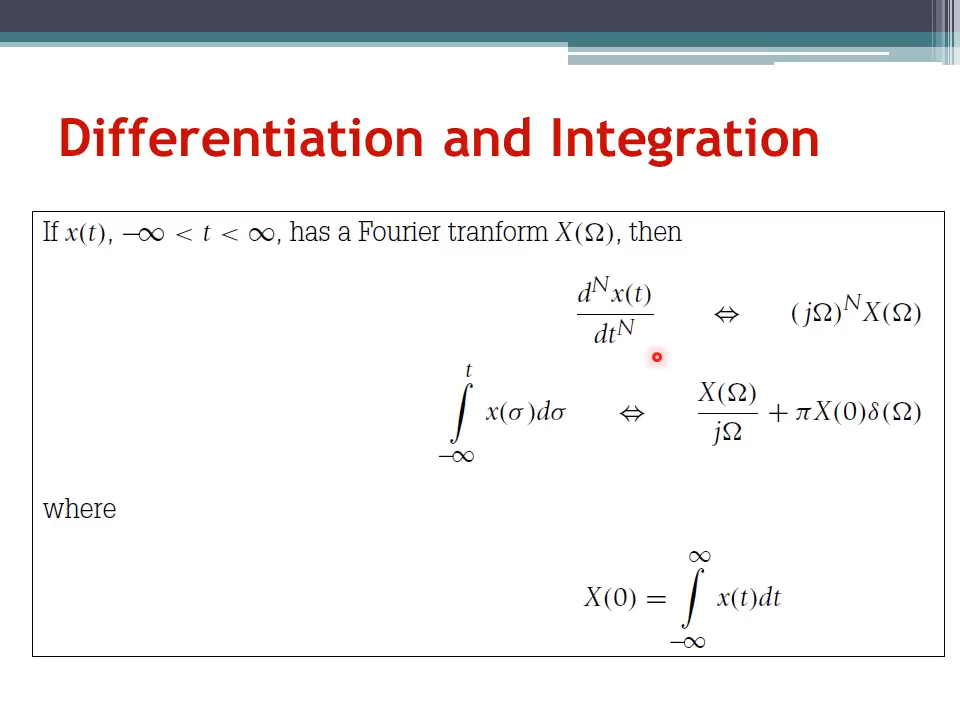 Differentiation and Integration
If x(t), −∞ < t < ∞, has a Fourier tranform X(Ω), then
d^N x(t) / dt^N ⇔ (jΩ)^N X(Ω)
∫_{−∞}^{t} x(σ)dσ ⇔ X(Ω) / jΩ + πX(0)δ(Ω)
where
X(0) = ∫_{−∞}^{∞} x(t)dt